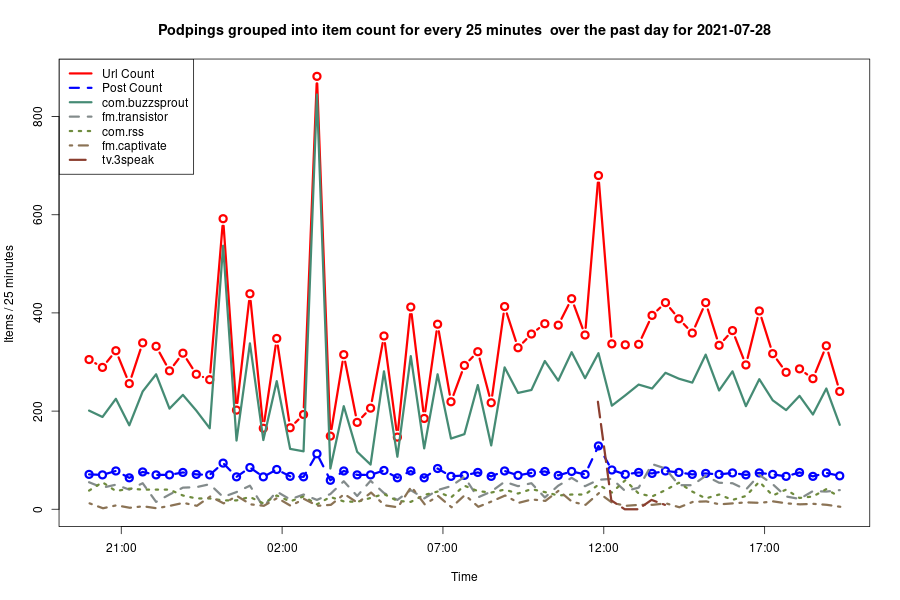 Podpings grouped into item count for every 25 minutes  over the past day for 2021-07-28
Url Count
Post Count
com.buzzsprout
fm.transistor
com.rss
fm.captivate
tv.3speak
Items / 25 minutes
800
600
400
200
0
21:00
02:00
07:00
12:00
17:00
Time